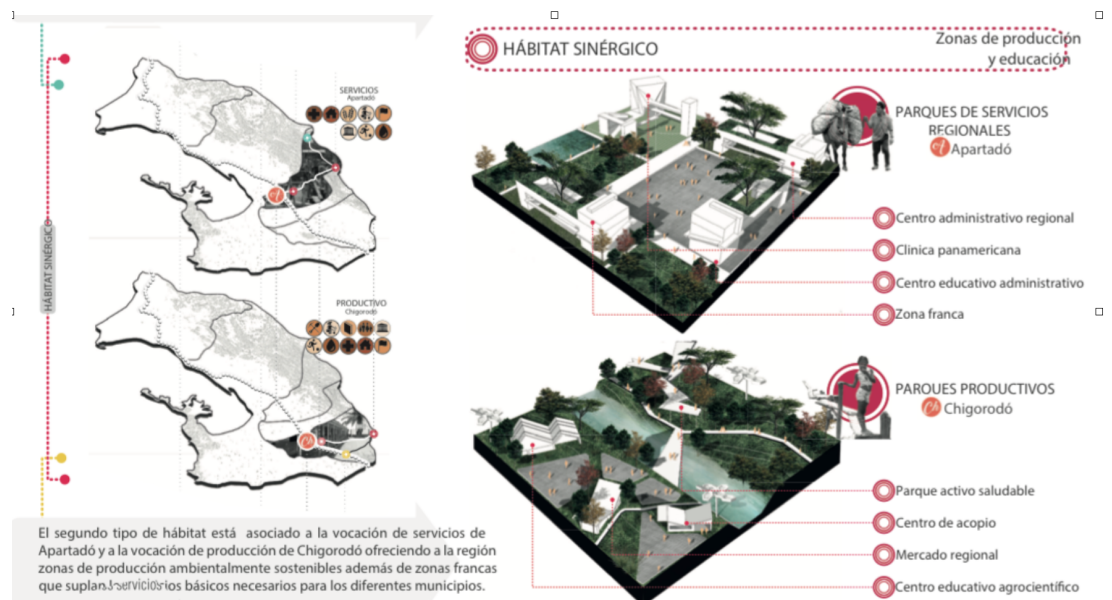 HÁBITAT SINÉRGICO
SERVICIOS
Apartadó
PRODUCTIVO
Chigorodó
El segundo tipo de hábitat está asociado a la vocación de servicios de
Apartadó y a la vocación de producción de Chigorodó ofreciendo a la región
zonas de producción ambientalmente sostenibles además de zonas francas
que suplan servicios básicos necesarios para los diferentes municipios.
HÁBITAT SINÉRGICO
Zonas de producción
y educación
PARQUES DE SERVICIOS
REGIONALES
A Apartadó
Centro administrativo regional
Clinica panamericana
Centro educativo administrativo
Zona franca
PARQUES PRODUCTIVOS
Ch Chigorodó
Parque activo saludable
Centro de acopio
Mercado regional
Centro educativo agrocientífico